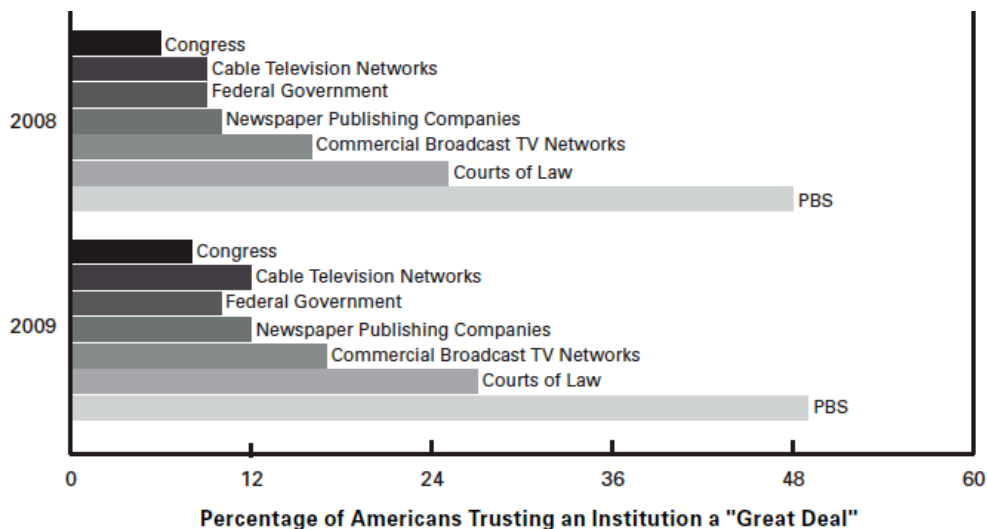 Congress
Cable Television Networks
Federal Government
2008
Newspaper Publishing Companies
Commercial Broadcast TV Networks
Courts of Law
PBS
Congress
Cable Television Networks
Federal Government
2009
Newspaper Publishing Companies
Commercial Broadcast TV Networks
Courts of Law
PBS
0 12 24 36 48 60
Percentage of Americans Trusting an Institution a "Great Deal"